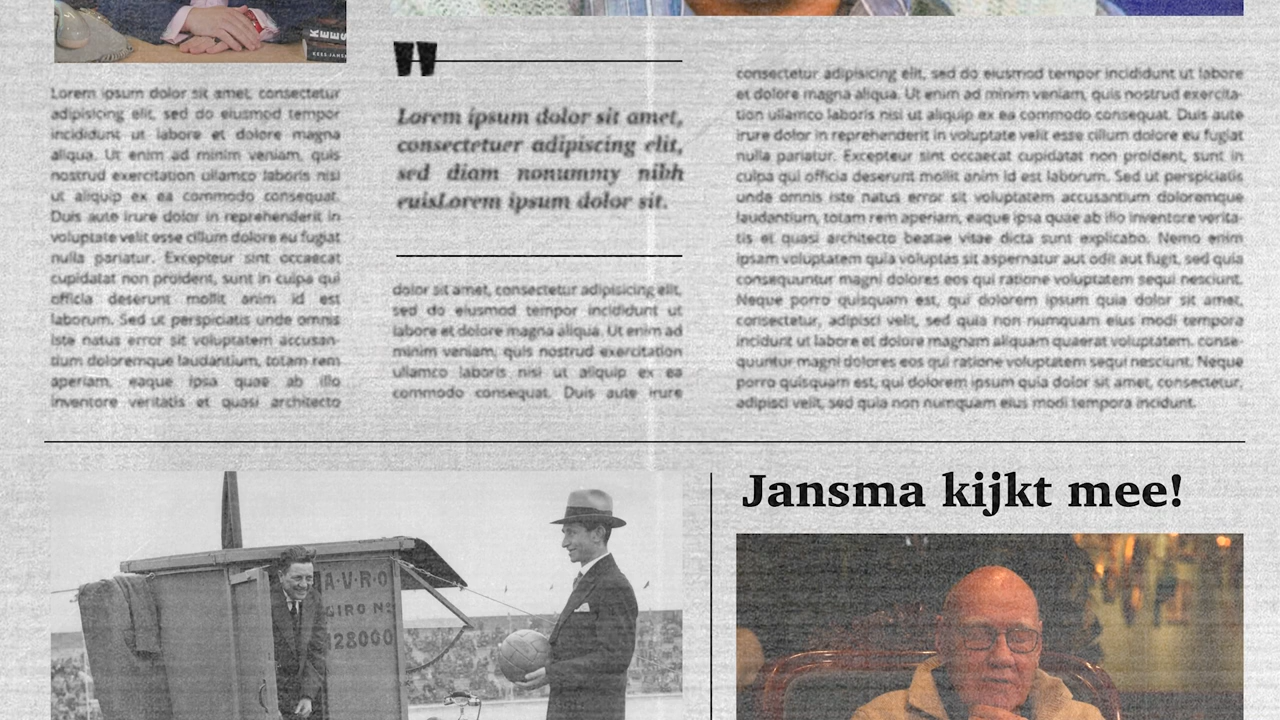 KEES
KEES JANSMA
Lorem ipsum dolor sit amet, consectetur
adipisicing elit, sed do eiusmod tempor
incididunt ut labore et dolore magna
aliqua. Ut enim ad minim veniam, quis
nostrud exercitation ullamco laboris nisi
ut aliquip ex ea commodo consequat.
Duis aute irure dolor in reprehenderit in
voluptate velit esse cillum dolore eu fugiat
nulla pariatur. Excepteur sint occaecat
cupidatat non proident, sunt in culpa qui
officia deserunt mollit anim id est
laborum. Sed ut perspiciatis unde omnis
iste natus error sit voluptatem accusan-
tium doloremque laudantium, totam rem
aperiam, eaque ipsa quae ab illo
inventore veritatis et quasi architecto
"
Lorem ipsum dolor sit amet,
consectetuer adipiscing elit,
sed diam nonummy nibh
euisLorem ipsum dolor sit.
dolor sit amet, consectetur adipisicing elit,
sed do eiusmod tempor incididunt ut
labore et dolore magna aliqua. Ut enim ad
minim veniam, quis nostrud exercitation
ullamco laboris nisi ut aliquip ex ea
commodo consequat. Duis aute irure
consectetur adipisicing elit, sed do eiusmod tempor incididunt ut labore
et dolore magna aliqua. Ut enim ad minim veniam, quis nostrud exercita-
tion ullamco laboris nisi ut aliquip ex ea commodo consequat. Duis aute
irure dolor in reprehenderit in voluptate velit esse cillum dolore eu fugiat
nulla pariatur. Excepteur sint occaecat cupidatat non proident, sunt in
culpa qui officia deserunt mollit anim id est laborum. Sed ut perspiciatis
unde omnis iste natus error sit voluptatem accusantium doloremque
laudantium, totam rem aperiam, eaque ipsa quae ab illo inventore verita-
tis et quasi architecto beatae vitae dicta sunt explicabo. Nemo enim
ipsam voluptatem quia voluptas sit aspernatur aut odit aut fugit, sed quia
consequuntur magni dolores eos qui ratione voluptatem sequi nesciunt.
Neque porro quisquam est, qui dolorem ipsum quia dolor sit amet,
consectetur, adipisci velit, sed quia non numquam eius modi tempora
incidunt ut labore et dolore magnam aliquam quaerat voluptatem. conse-
quuntur magni dolores eos qui ratione voluptatem sequi nesciunt. Neque
porro quisquam est, qui dolorem ipsum quia dolor sit amet, consectetur,
adipisci velit, sed quia non numquam eius modi tempora incidunt.
A·V·R·O
GIRO No
128000
Jansma kijkt mee!